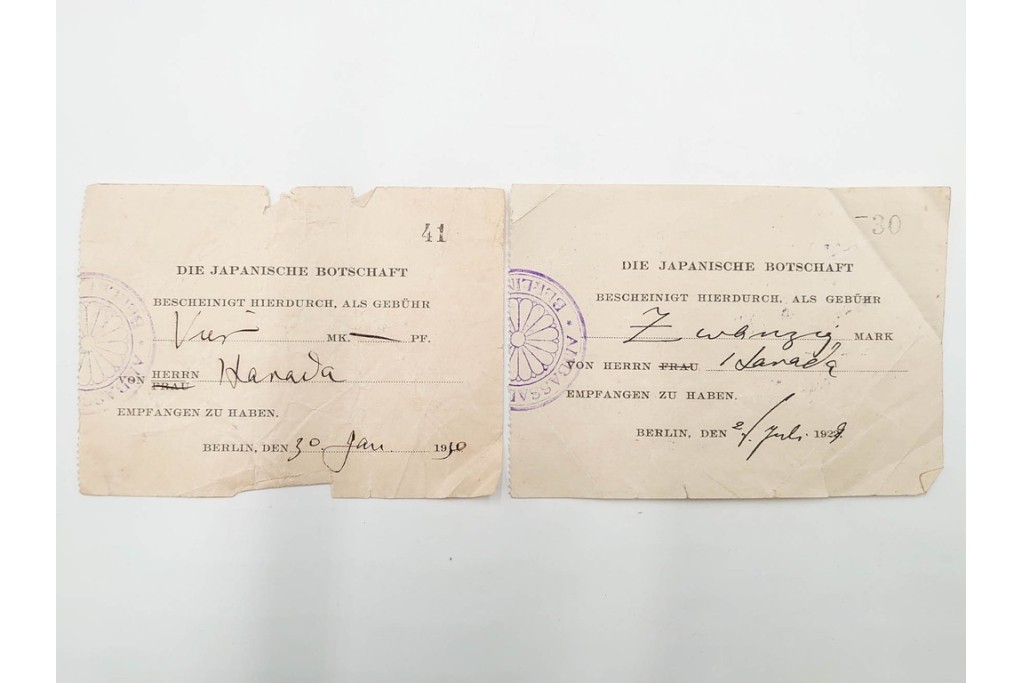 41
DIE JAPANISCHE BOTSCHAFT
BESCHEINIGT HIERDURCH, ALS GEBÜHR
Vier MK. — PF.
VON HERRN FRAU Harada
EMPFANGEN ZU HABEN.
BERLIN, DEN 30 Jan. 1930
30
DIE JAPANISCHE BOTSCHAFT
BESCHEINIGT HIERDURCH, ALS GEBÜHR
Zwanzig MARK
VON HERRN FRAU Harada
EMPFANGEN ZU HABEN.
BERLIN, DEN Juli 192
BERLIN